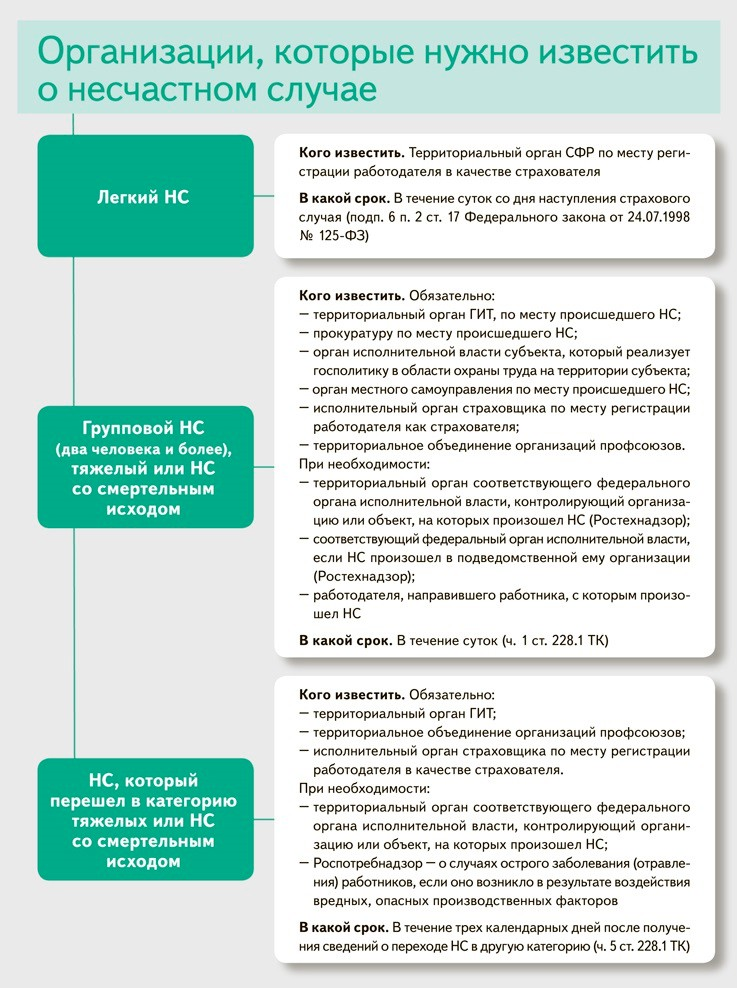 Организации, которые нужно известить
о несчастном случае
Легкий НС
Кого известить. Территориальный орган СФР по месту реги-
страции работодателя в качестве страхователя
В какой срок. В течение суток со дня наступления страхового
случая (подп. 6 п. 2 ст. 17 Федерального закона от 24.07.1998
№ 125-ФЗ)
Групповой НС
(два человека и более),
тяжелый или НС
со смертельным
исходом
Кого известить. Обязательно:
— территориальный орган ГИТ, по месту происшедшего НС;
— прокуратуру по месту происшедшего НС;
— орган исполнительной власти субъекта, который реализует
госполитику в области охраны труда на территории субъекта;
— орган местного самоуправления по месту происшедшего НС;
— исполнительный орган страховщика по месту регистрации
работодателя как страхователя;
— территориальное объединение организаций профсоюзов.
При необходимости:
— территориальный орган соответствующего федерального
органа исполнительной власти, контролирующий организа-
цию или объект, на которых произошел НС (Ростехнадзор);
— соответствующий федеральный орган исполнительной власти,
если НС произошел в подведомственной ему организации
(Ростехнадзор);
— работодателя, направившего работника, с которым произо-
шел НС
В какой срок. В течение суток (ч. 1 ст. 228.1 ТК)
НС, который
перешел в категорию
тяжелых или НС
со смертельным
исходом
Кого известить. Обязательно:
— территориальный орган ГИТ;
— территориальное объединение организаций профсоюзов;
— исполнительный орган страховщика по месту регистрации
работодателя в качестве страхователя.
При необходимости:
— территориальный орган соответствующего федерального
органа исполнительной власти, контролирующий органи-
зацию или объект, на которых произошел НС;
— Роспотребнадзор — о случаях острого заболевания (отравле-
ния) работников, если оно возникло в результате воздействия
вредных, опасных производственных факторов
В какой срок. В течение трех календарных дней после получе-
ния сведений о переходе НС в другую категорию (ч. 5 ст. 228.1 ТК)